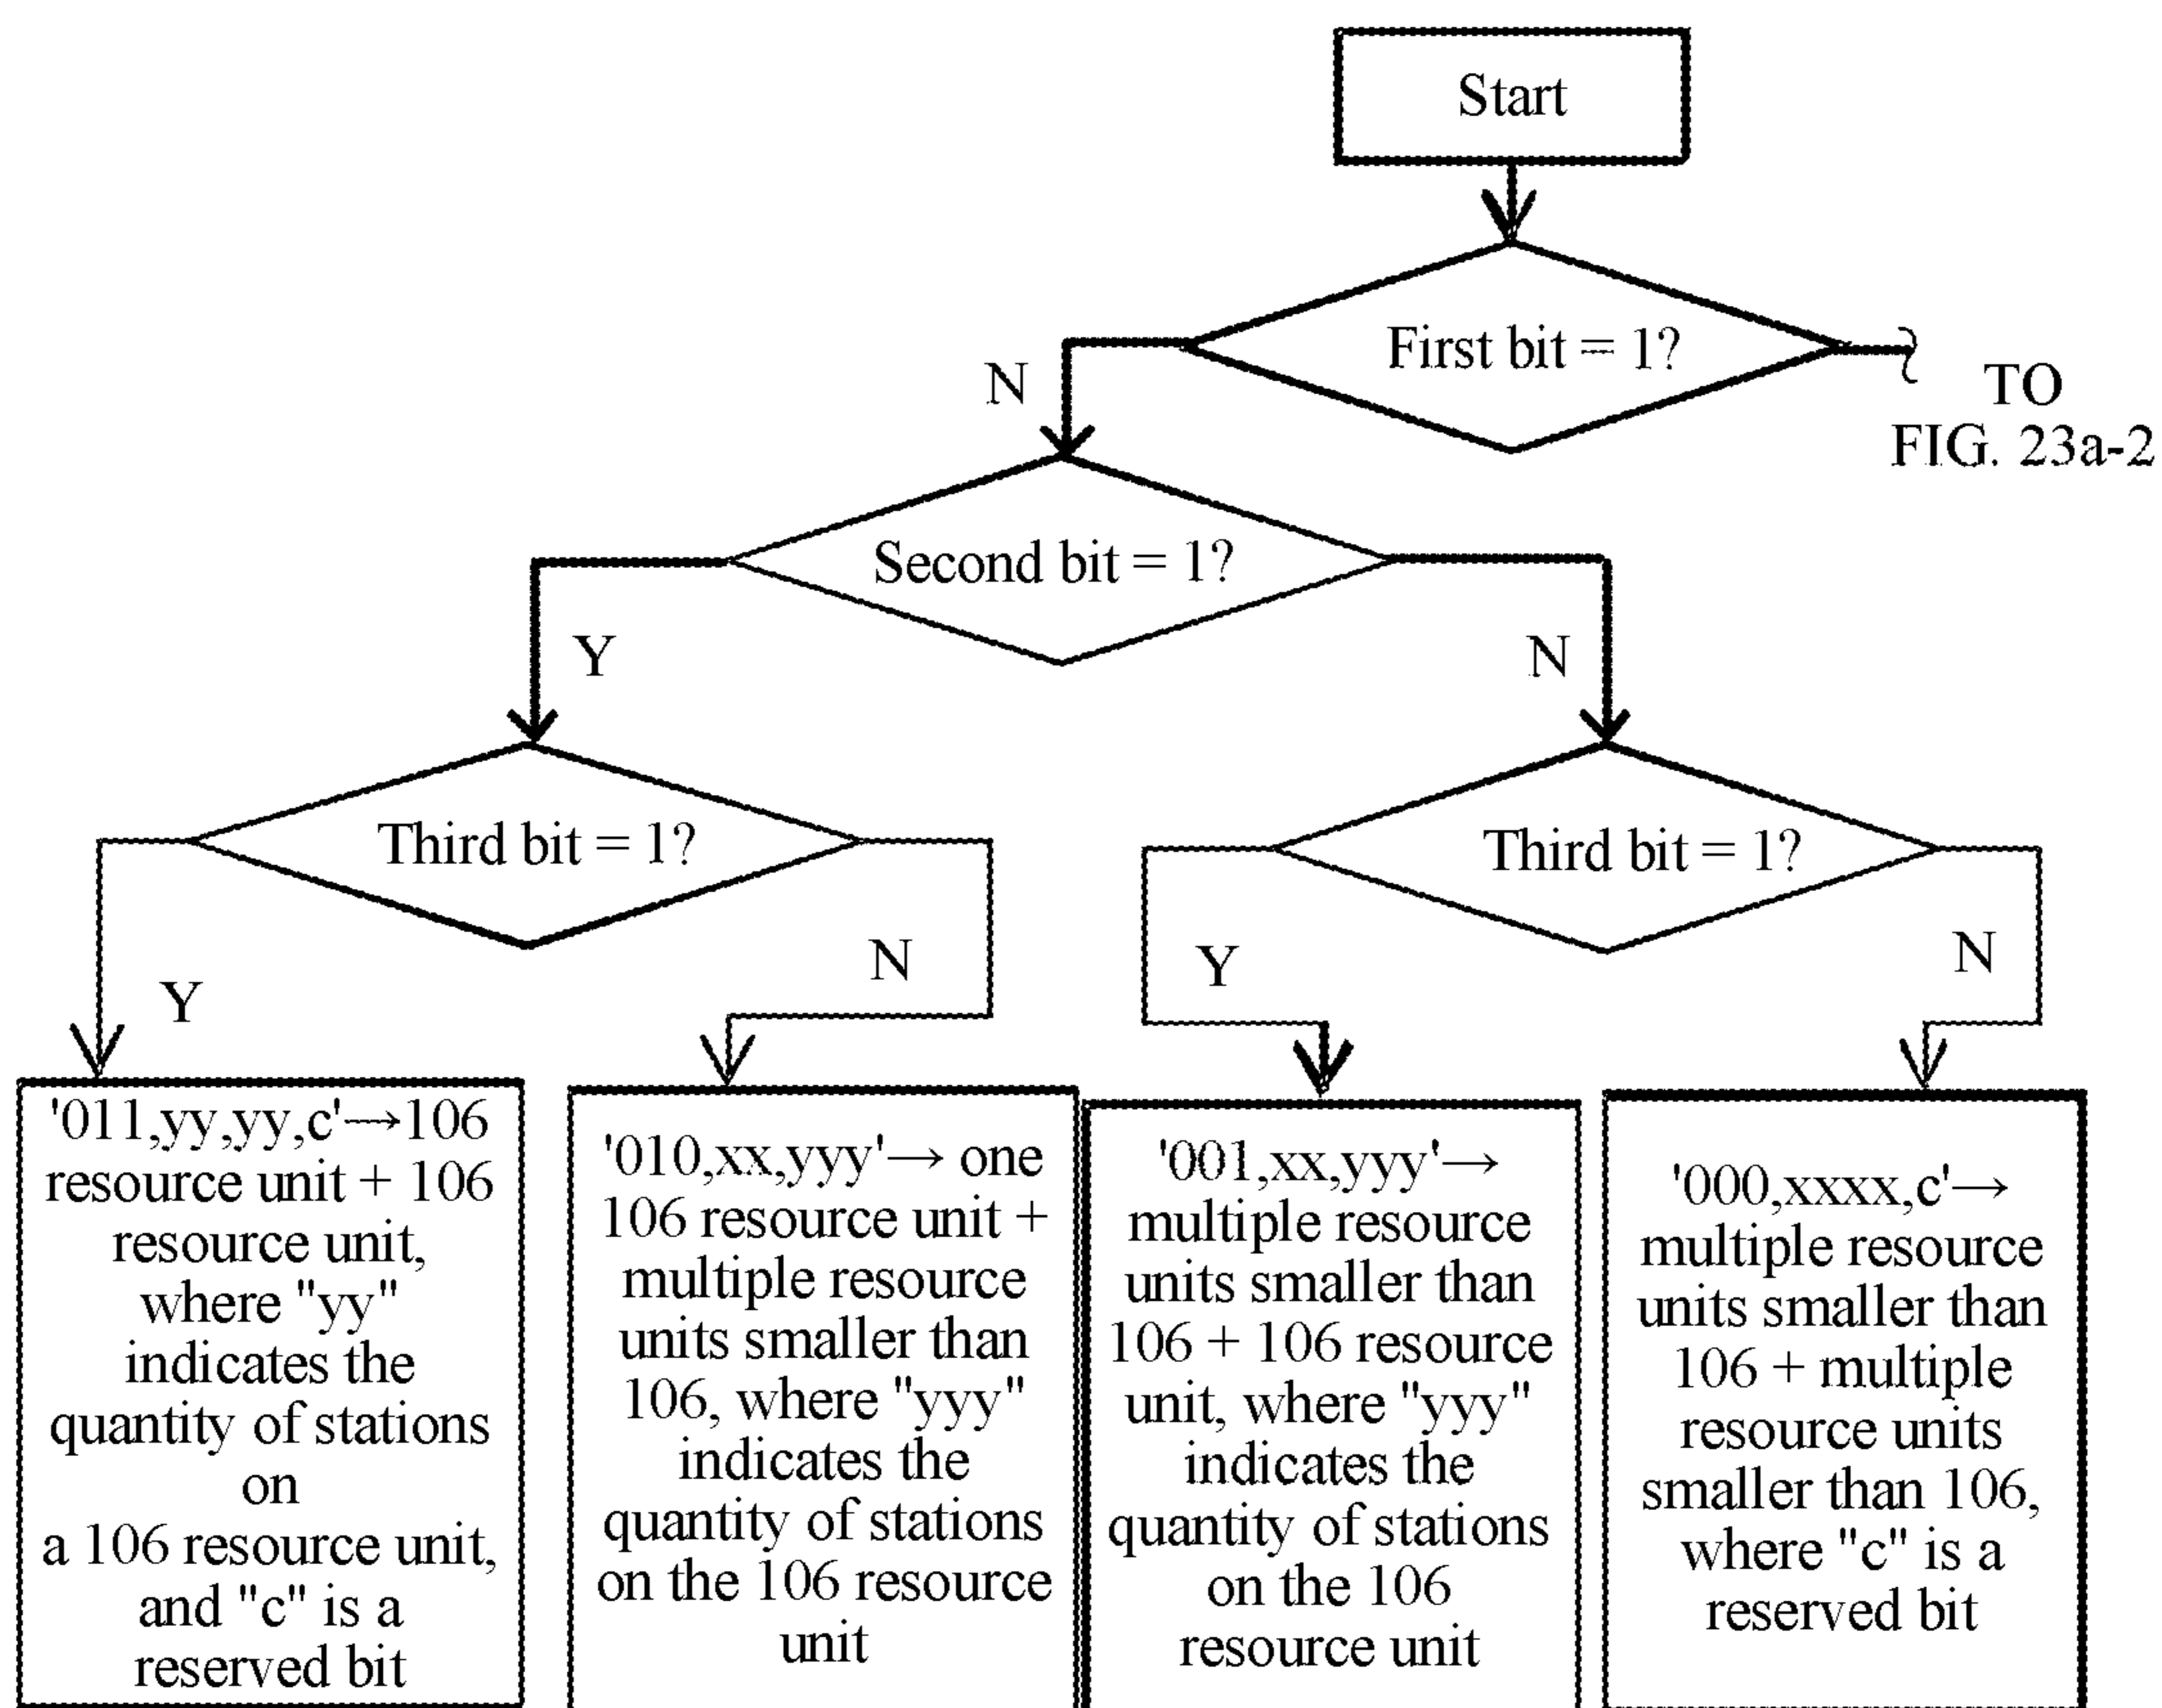 Start
First bit = 1?
TO
FIG. 23a-2
N
Second bit = 1?
Y
N
Third bit = 1?
Third bit = 1?
Y
N
Y
N
'011,yy,yy,c'→106
resource unit + 106
resource unit,
where "yy"
indicates the
quantity of stations
on
a 106 resource unit,
and "c" is a
reserved bit
'010,xx,yyy'→ one
106 resource unit +
multiple resource
units smaller than
106, where "yyy"
indicates the
quantity of stations
on the 106 resource
unit
'001,xx,yyy'→
multiple resource
units smaller than
106 + 106 resource
unit, where "yyy"
indicates the
quantity of stations
on the 106
resource unit
'000,xxxx,c'→
multiple resource
units smaller than
106 + multiple
resource units
smaller than 106,
where "c" is a
reserved bit